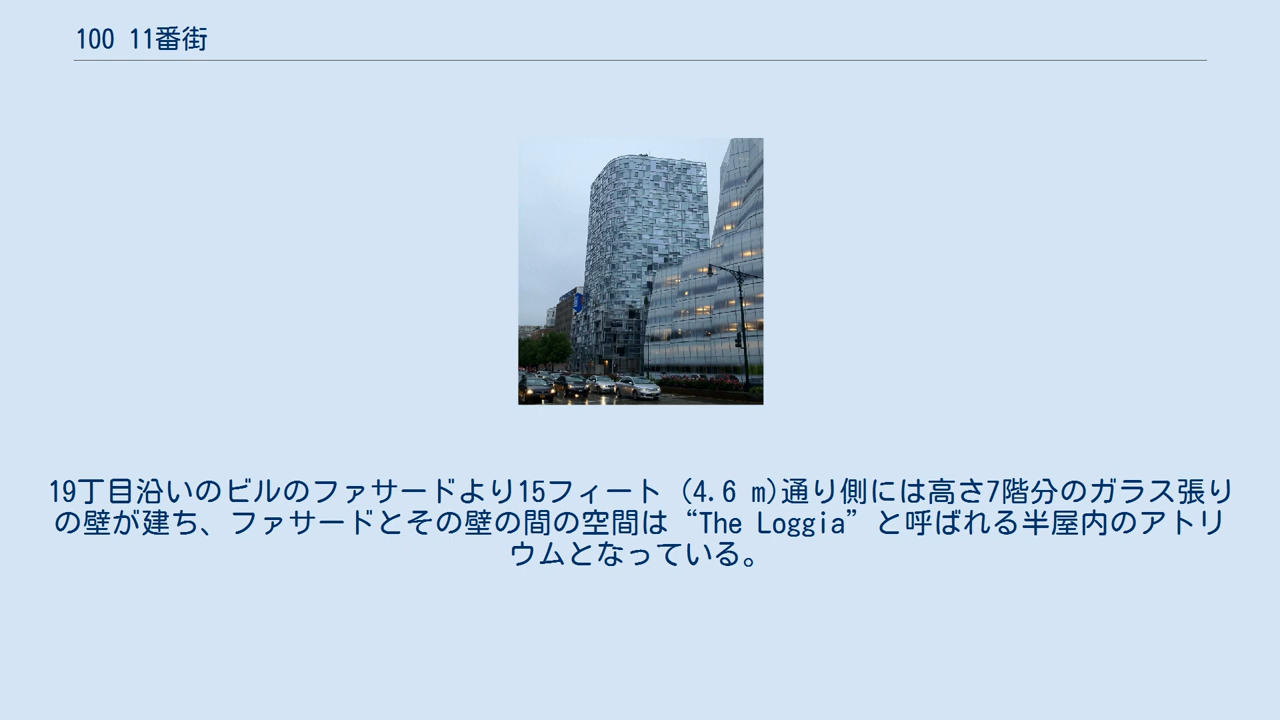 100 11番街
19丁目沿いのビルのファサードより15フィート (4.6 m)通り側には高さ7階分のガラス張り
の壁が建ち、ファサードとその壁の間の空間は“The Loggia”と呼ばれる半屋内のアトリ
ウムとなっている。